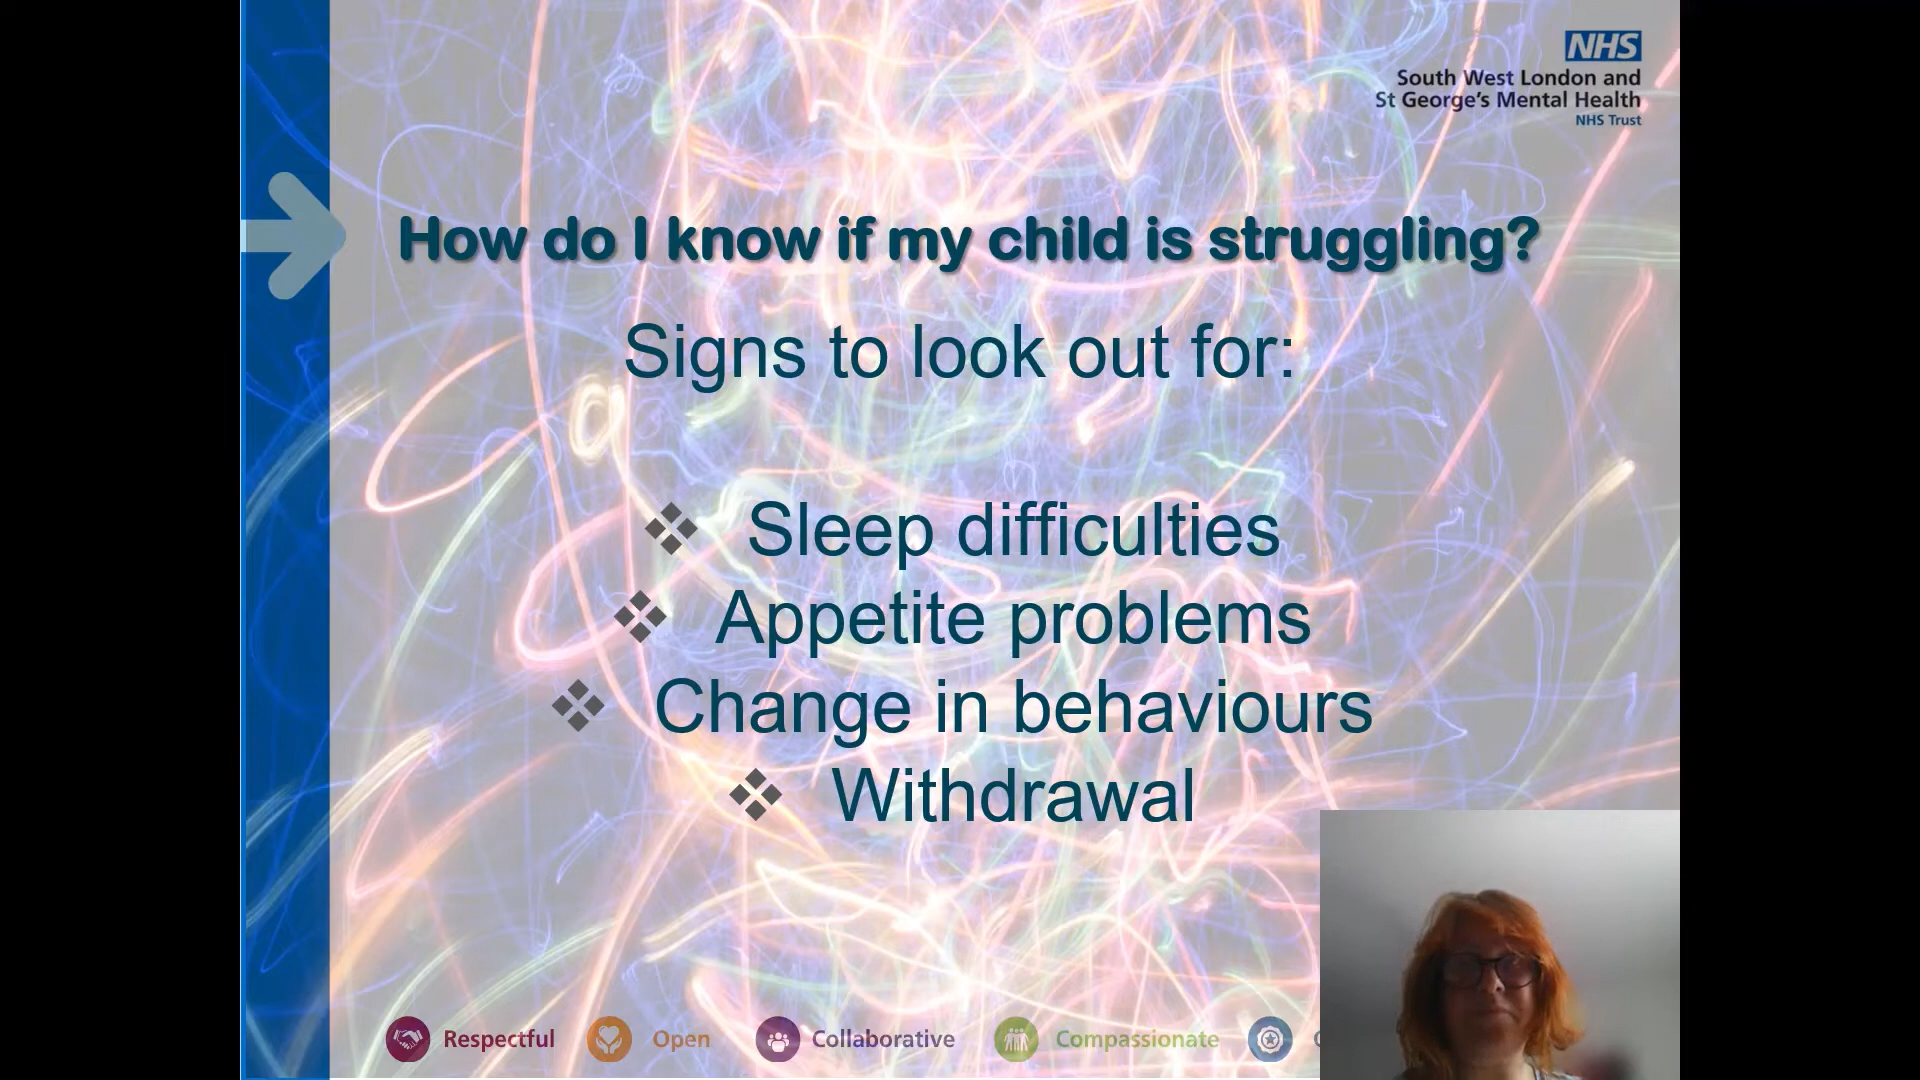 NHS
South West London and
St George's Mental Health
NHS Trust
How do I know if my child is struggling?
Signs to look out for:
Sleep difficulties
Appetite problems
Change in behaviours
Withdrawal
Respectful Open Collaborative Compassionate